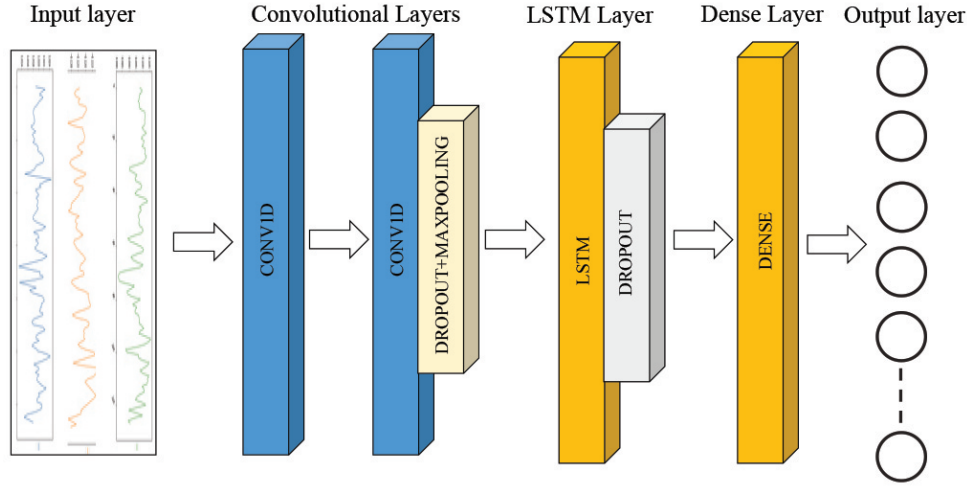 Input layer
Convolutional Layers
LSTM Layer
Dense Layer
Output layer
CONV1D
CONV1D
DROPOUT+MAXPOOLING
LSTM
DROPOUT
DENSE